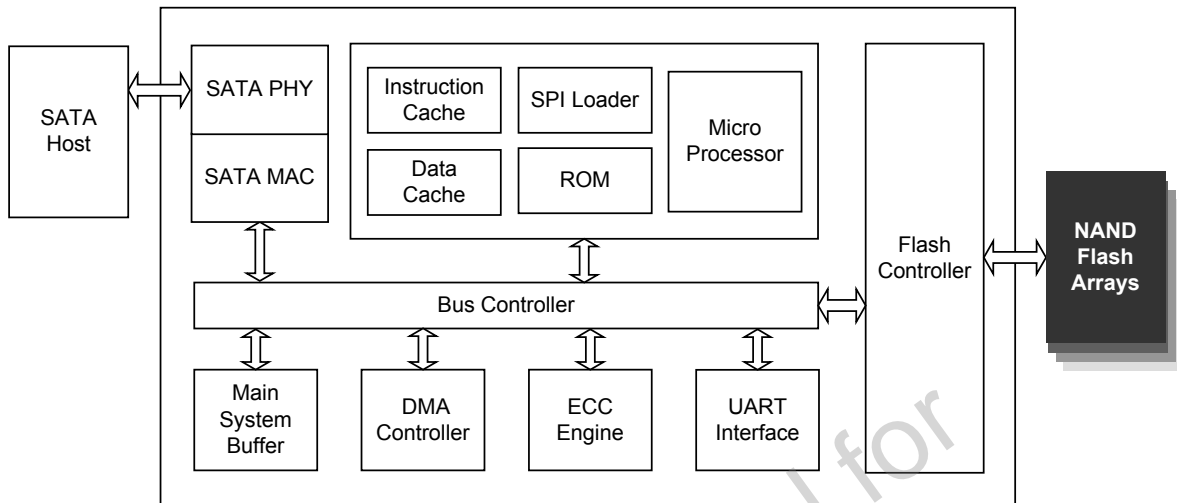 SATA
Host
SATA PHY
SATA MAC
Instruction
Cache
SPI Loader
Data
Cache
ROM
Micro
Processor
Flash
Controller
NAND
Flash
Arrays
Bus Controller
Main
System
Buffer
DMA
Controller
ECC
Engine
UART
Interface
for